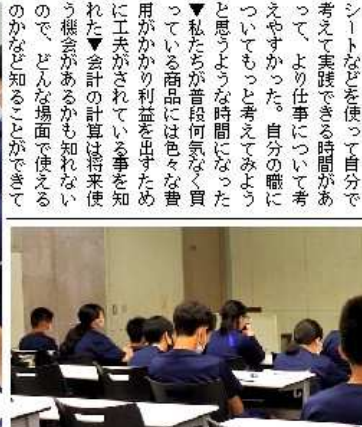 シートなどを使って自分で
考えて実践できる時間があ
って、より仕事について考
えやすかった。自分の職に
ついてもっと考えてみよう
と思うような時間になった
▼私たちが普段何気なく買
っている商品には色々な費
用がかかり利益を出すため
に工夫がされている事を知
れた▼会計の計算は将来使
う機会があるかも知れない
ので、どんな場面で使える
のかなど知ることができて